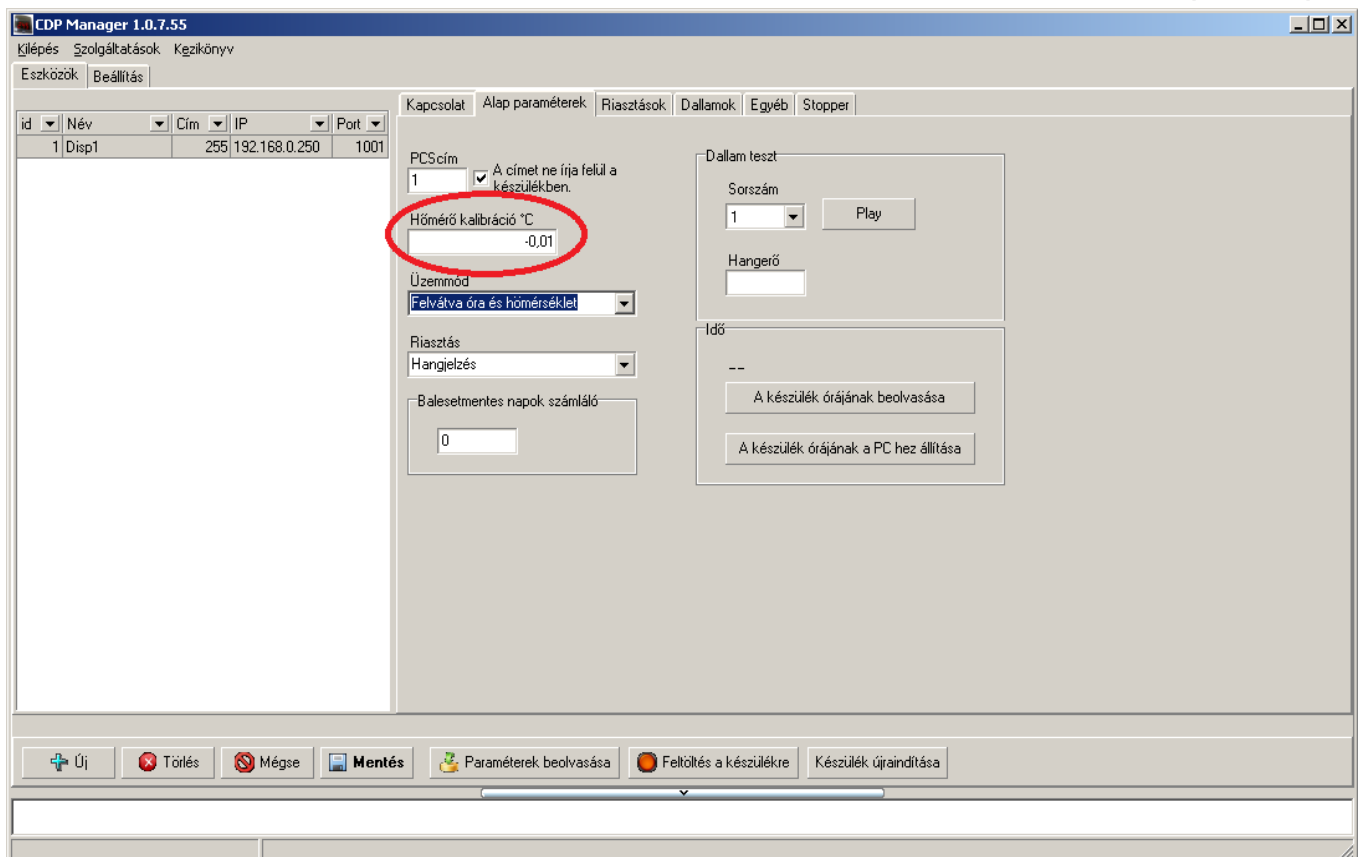 CDP Manager 1.0.7.55
Kilépés Szolgáltatások Kezikönyv
Eszközök Beállítás
id Név Cím IP Port
1 Disp1 255 192.168.0.250 1001
Kapcsolat Alap paraméterek Riasztások Dallamok Egyéb Stopper
PCScím
1
A címet ne írja felül a
készülékben.
Hőmérő kalibráció °C
-0,01
Üzemmód
Felvátva óra és hömérséklet
Riasztás
Hangjelzés
Balesetmentes napok számláló
0
Dallam teszt
Sorszám
1 Play
Hangerő
Idő
--
A készülék órájának beolvasása
A készülék órájának a PC hez állítása
Új Törlés Mégse Mentés Paraméterek beolvasása Feltöltés a készülékre Készülék újraindítása